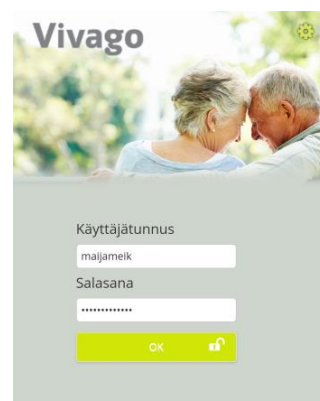 Vivago
Käyttäjätunnus
maijameik
Salasana
•••••••••••••
OK